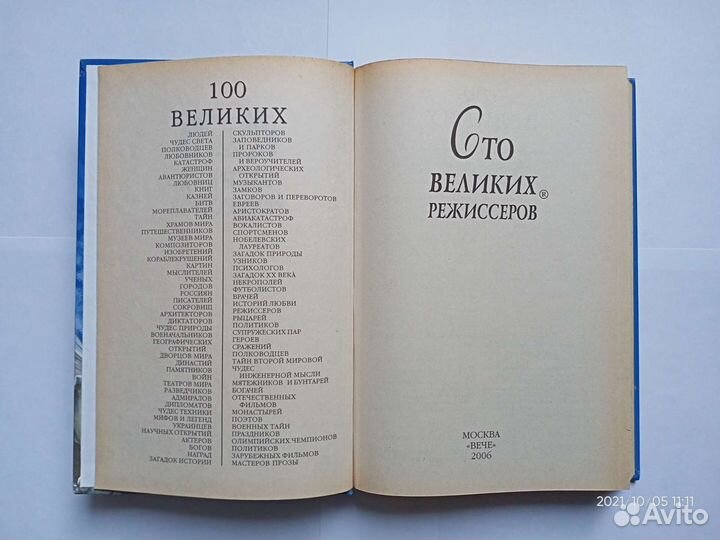 100
ВЕЛИКИХ
ЛЮДЕЙ
ЧУДЕС СВЕТА
ПОЛКОВОДЦЕВ
ЛЮБОВНИКОВ
КАТАСТРОФ
ЖЕНЩИН
АВАНТЮРИСТОВ
ЛЮБОВНИЦ
КНИГ
КАЗНЕЙ
БИТВ
МОРЕПЛАВАТЕЛЕЙ
ТАЙН
ХРАМОВ МИРА
ПУТЕШЕСТВЕННИКОВ
МУЗЕЕВ МИРА
КОМПОЗИТОРОВ
ИЗОБРЕТЕНИЙ
КОРАБЛЕКРУШЕНИЙ
КАРТИН
МЫСЛИТЕЛЕЙ
УЧЕНЫХ
ГОРОДОВ
РОССИЯН
ПИСАТЕЛЕЙ
СОКРОВИЩ
АРХИТЕКТОРОВ
ДИКТАТОРОВ
ЧУДЕС ПРИРОДЫ
ВОЕНАЧАЛЬНИКОВ
ГЕОГРАФИЧЕСКИХ
ОТКРЫТИЙ
ДВОРЦОВ МИРА
ДИНАСТИЙ
ПАМЯТНИКОВ
ВОЙН
ТЕАТРОВ МИРА
РАЗВЕДЧИКОВ
АДМИРАЛОВ
ДИПЛОМАТОВ
ЧУДЕС ТЕХНИКИ
МИФОВ И ЛЕГЕНД
УКРАИНЦЕВ
НАУЧНЫХ ОТКРЫТИЙ
АКТЕРОВ
БОГОВ
НАГРАД
ЗАГАДОК ИСТОРИИ
СКУЛЬПТОРОВ
ЗАПОВЕДНИКОВ
И ПАРКОВ
ПРОРОКОВ
И ВЕРОУЧИТЕЛЕЙ
АРХЕОЛОГИЧЕСКИХ
ОТКРЫТИЙ
МУЗЫКАНТОВ
ЗАМКОВ
ЗАГОВОРОВ И ПЕРЕВОРОТОВ
ЕВРЕЕВ
АРИСТОКРАТОВ
АВИАКАТАСТРОФ
ВОКАЛИСТОВ
СПОРТСМЕНОВ
НОБЕЛЕВСКИХ
ЛАУРЕАТОВ
ЗАГАДОК ПРИРОДЫ
УЗНИКОВ
ПСИХОЛОГОВ
ЗАГАДОК XX ВЕКА
НЕКРОПОЛЕЙ
ФУТБОЛИСТОВ
ВРАЧЕЙ
ИСТОРИЙ ЛЮБВИ
РЕЖИССЕРОВ
РЫЦАРЕЙ
ПОЛИТИКОВ
СУПРУЖЕСКИХ ПАР
ГЕРОЕВ
СРАЖЕНИЙ
ПОЛКОВОДЦЕВ
ТАЙН ВТОРОЙ МИРОВОЙ
ЧУДЕС
ИНЖЕНЕРНОЙ МЫСЛИ
МЯТЕЖНИКОВ И БУНТАРЕЙ
БОГАЧЕЙ
ОТЕЧЕСТВЕННЫХ
ФИЛЬМОВ
МОНАСТЫРЕЙ
ПОЭТОВ
ВОЕННЫХ ТАЙН
ПРАЗДНИКОВ
ОЛИМПИЙСКИХ ЧЕМПИОНОВ
ПОЛИТИКОВ
ЗАРУБЕЖНЫХ ФИЛЬМОВ
МАСТЕРОВ ПРОЗЫ
Сто
ВЕЛИКИХ®
РЕЖИССЕРОВ
МОСКВА
«ВЕЧЕ»
2006
2021/10/05 11:11
Avito